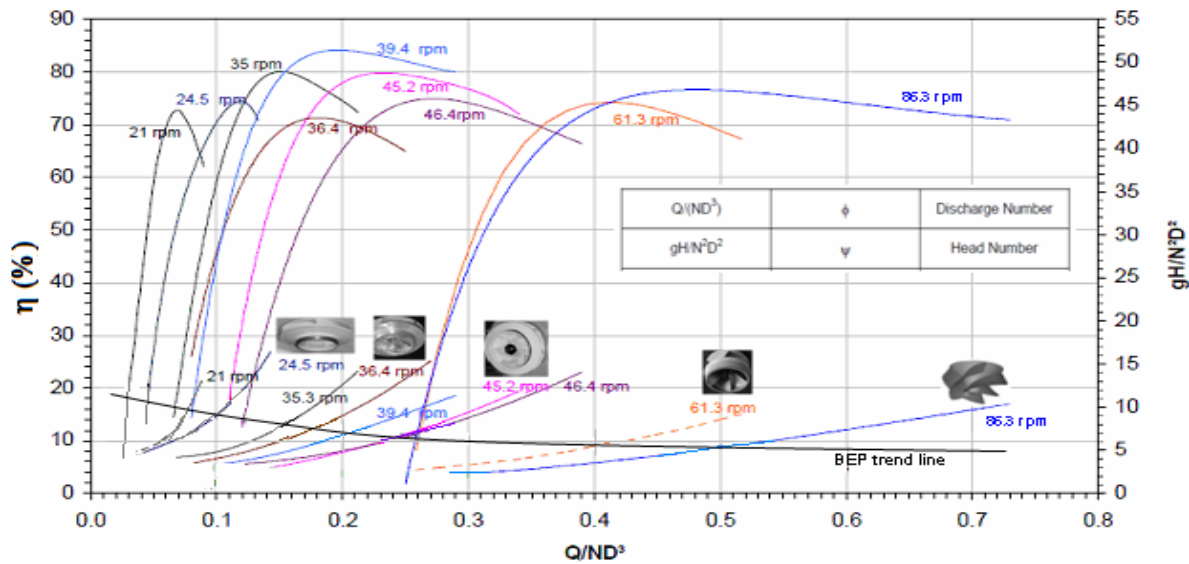 90
80
70
60
50
40
30
20
10
0
η (%)
55
50
45
40
35
30
25
20
15
10
5
0
gH/N²D²
39.4 rpm
35 rpm
24.5 rpm
45.2 rpm
21 rpm
36.4 rpm
46.4rpm
61.3 rpm
86.3 rpm
Q/(ND³) ϕ Discharge Number
gH/N²D² ψ Head Number
24.5 rpm
21 rpm
36.4 rpm
35.3 rpm
39.4 rpm
45.2 rpm
46.4 rpm
61.3 rpm
86.3 rpm
BEP trend line
0.0 0.1 0.2 0.3 0.4 0.5 0.6 0.7 0.8
Q/ND³